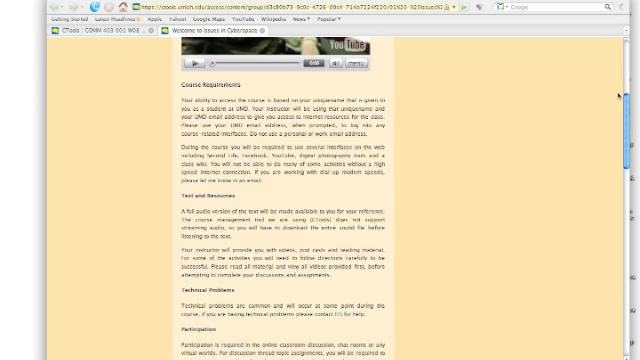 https://ctools.umich.edu/access/content/group/
Google
Getting Started Latest Headlines Apple Yahoo! Google Maps YouTube Wikipedia News Popular
CTools : COMM 403 001 W08
Welcome to Issues in Cyberspace
YouTube
0:00 menu
Course Requirements
Your ability to access the course is based on your uniquename that is given to
you as a student at UMD. Your instructor will be using that uniquename and
your UMD email address to give you access to internet resources for the class.
Please use your UMD email address, when prompted, to log into any
course-related interfaces. Do not use a personal or work email address.
During the course you will be required to use several interfaces on the web
including Second Life, Facebook, YouTube, digital photography tools and a
class wiki. You will not be able to do many of some activities without a high
speed internet connection. If you are working with dial-up modem speeds,
please let me know in an email.
Text and Resources
A full audio version of the text will be made available to you for your reference.
The course management tool we are using (CTools) does not support
streaming audio, so you will have to download the entire sound file before
listening to the text.
Your instructor will provide you with videos, pod casts and reading material.
For some of the activities you will need to follow directions carefully to be
successful. Please read all material and view all videos provided first, before
attempting to complete your discussions and assignments.
Technical Problems
Technical problems are common and will occur at some point during the
course. If you are having technical problems please contact ITS for help.
Participation
Participation is required in the online classroom discussion, chat rooms or any
virtual worlds. For discussion thread topic assignments, you will be required to